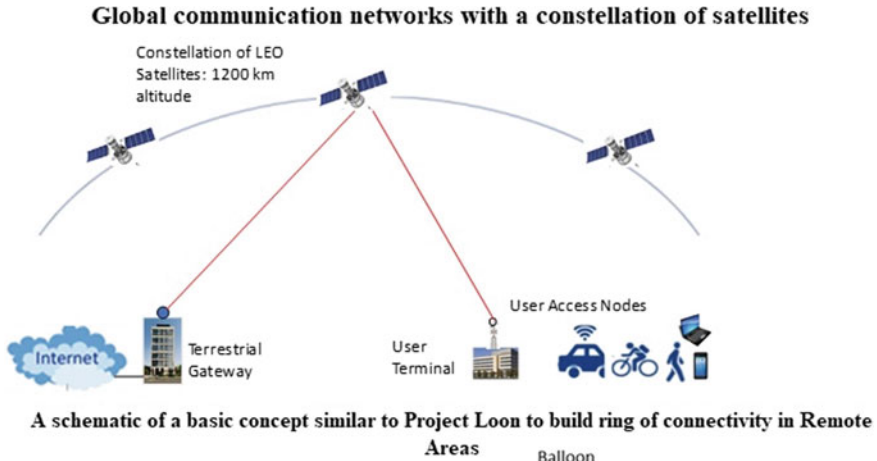 Global communication networks with a constellation of satellites
Constellation of LEO
Satellites: 1200 km
altitude
User Access Nodes
Internet
Terrestrial
Gateway
User
Terminal
A schematic of a basic concept similar to Project Loon to build ring of connectivity in Remote
Areas
Balloon